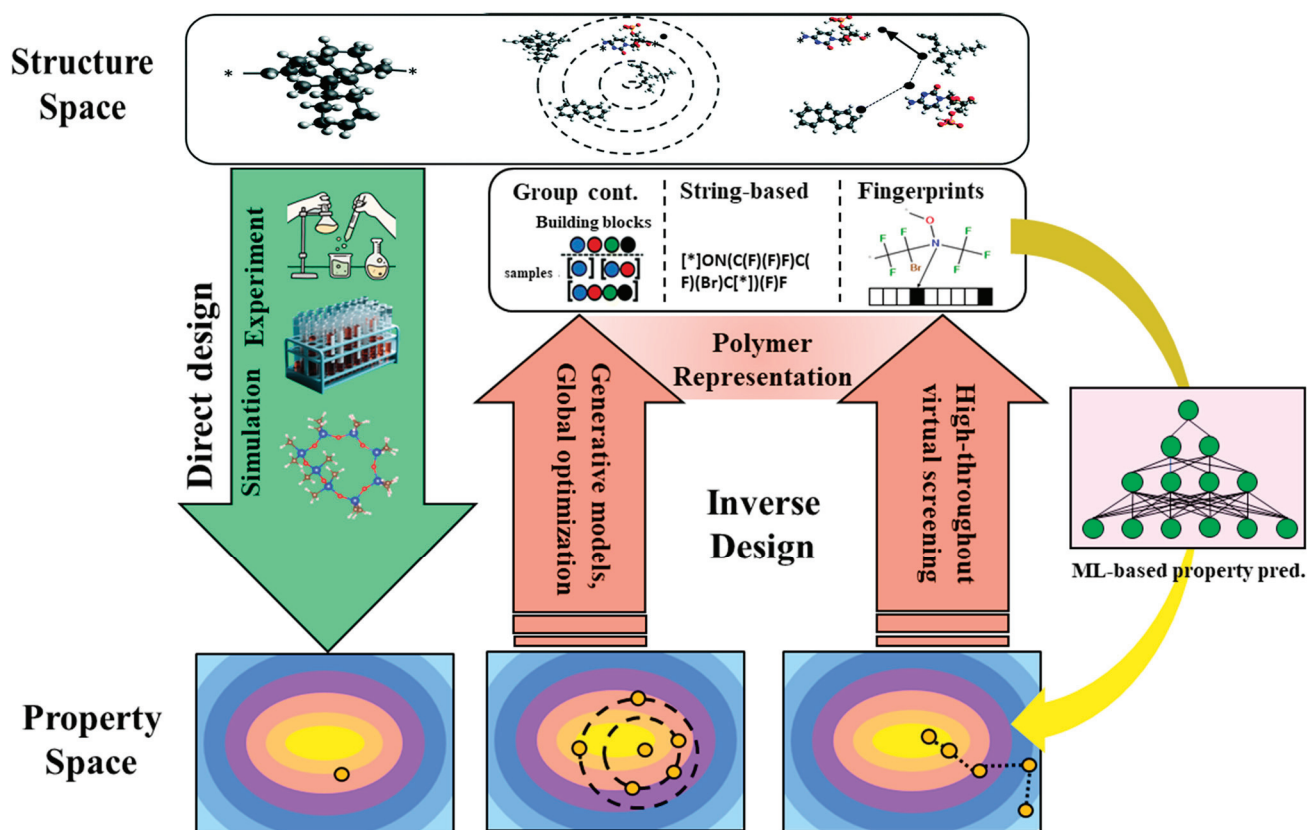 Structure
Space
*
*
*
*
*
*
Direct design
Simulation Experiment
Group cont.
String-based
Fingerprints
Building blocks
samples
[*]ON(C(F)(F)F)C(
F)(Br)C[*])(F)F
O
F
F
F
N
F
Br
F
F
Generative models,
Global optimization
Polymer
Representation
High-throughout
virtual screening
Inverse
Design
ML-based property pred.
Property
Space